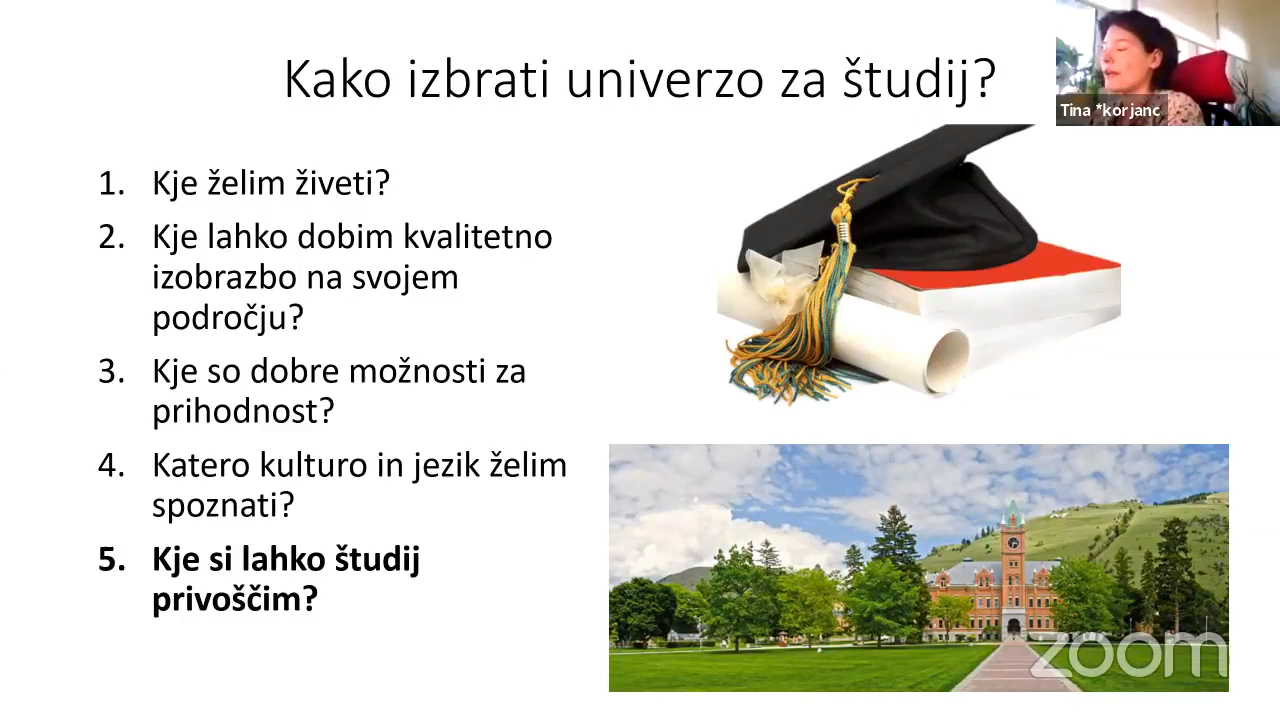 Kako izbrati univerzo za študij?
Tina *korjanc
1. Kje želim živeti?
2. Kje lahko dobim kvalitetno
izobrazbo na svojem
področju?
3. Kje so dobre možnosti za
prihodnost?
4. Katero kulturo in jezik želim
spoznati?
5. Kje si lahko študij
privoščim?
zoom